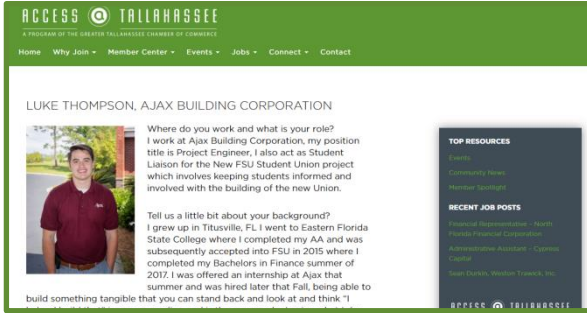 ACCESS @ TALLAHASSEE
A PROGRAM OF THE GREATER TALLAHASSEE CHAMBER OF COMMERCE
Home Why Join Member Center Events Jobs Connect Contact
LUKE THOMPSON, AJAX BUILDING CORPORATION
Where do you work and what is your role?
I work at Ajax Building Corporation, my position
title is Project Engineer, I also act as Student
Liaison for the New FSU Student Union project
which involves keeping students informed and
involved with the building of the new Union.
Tell us a little bit about your background?
I grew up in Titusville, FL I went to Eastern Florida
State College where I completed my AA and was
subsequently accepted into FSU in 2015 where I
completed my Bachelors in Finance summer of
2017. I was offered an internship at Ajax that
summer and was hired later that Fall, being able to
build something tangible that you can stand back and look at and think "I
TOP RESOURCES
Events
Community News
Member Spotlight
RECENT JOB POSTS
Financial Representative - North
Florida Financial Corporation
Administrative Assistant - Cypress
Capital
Sean Durkin, Weston Trawick, Inc.
ACCESS @ TALLAHASSEE